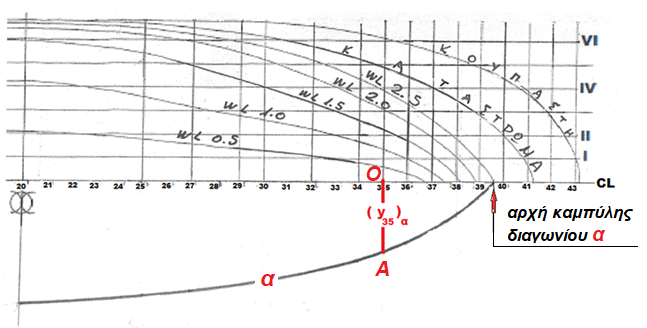 VI
ΚΟΥΠΑΣΤΗ
ΚΑΤΑΣΤΡΩΜΑ
WL 2.5
IV
WL 2.0
WL 1.5
WL 1.0
II
WL 0.5
I
O
20 21 22 23 24 25 26 27 28 29 30 31 32 33 34 35 36 37 38 39 40 41 42 43 CL
(y35)α
αρχή καμπύλης
διαγωνίου α
A
α